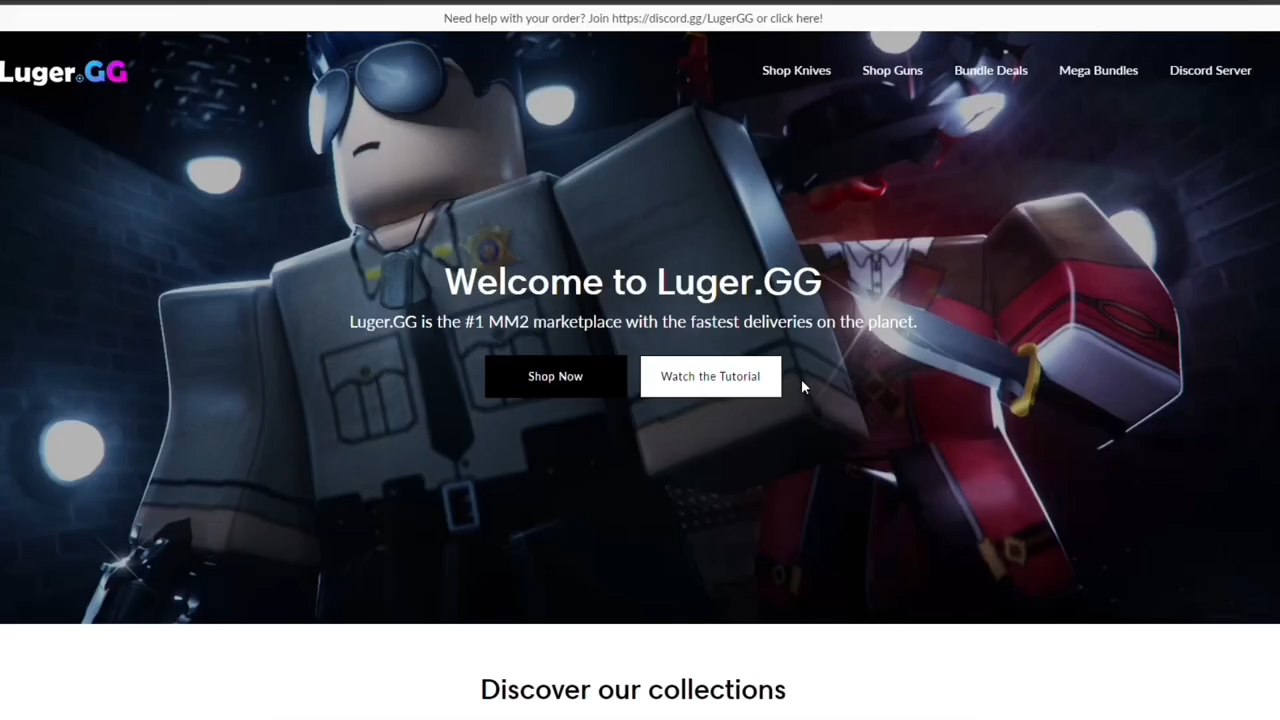 Need help with your order? Join https://discord.gg/LugerGG or click here!
Luger.GG
Shop Knives
Shop Guns
Bundle Deals
Mega Bundles
Discord Server
Welcome to Luger.GG
Luger.GG is the #1 MM2 marketplace with the fastest deliveries on the planet.
Shop Now
Watch the Tutorial
Discover our collections